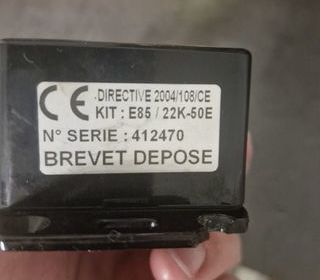 CE DIRECTIVE 2004/108/CE
KIT : E85 / 22K-50E
N° SERIE : 412470
BREVET DEPOSE